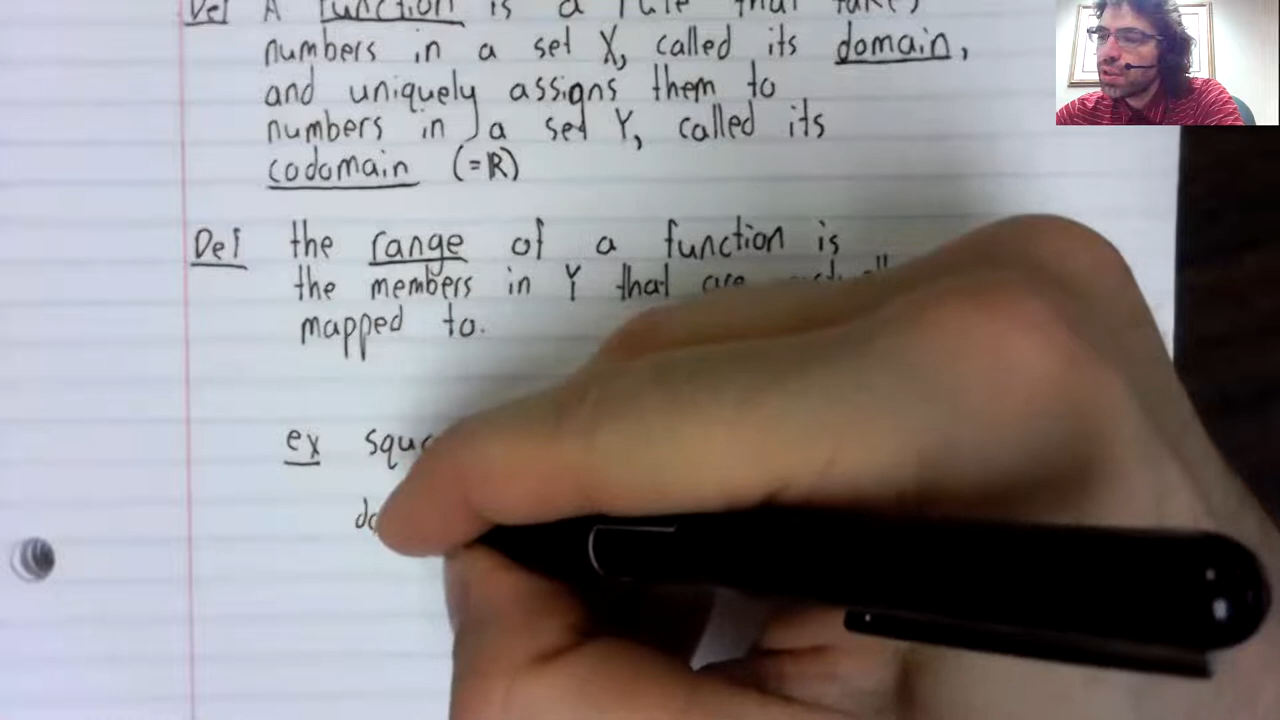 Def A function is a rule that takes
numbers in a set X, called its domain,
and uniquely assigns them to
numbers in a set Y, called its
codomain (=ℝ)
Def the range of a function is
the members in Y that are
mapped to.
ex